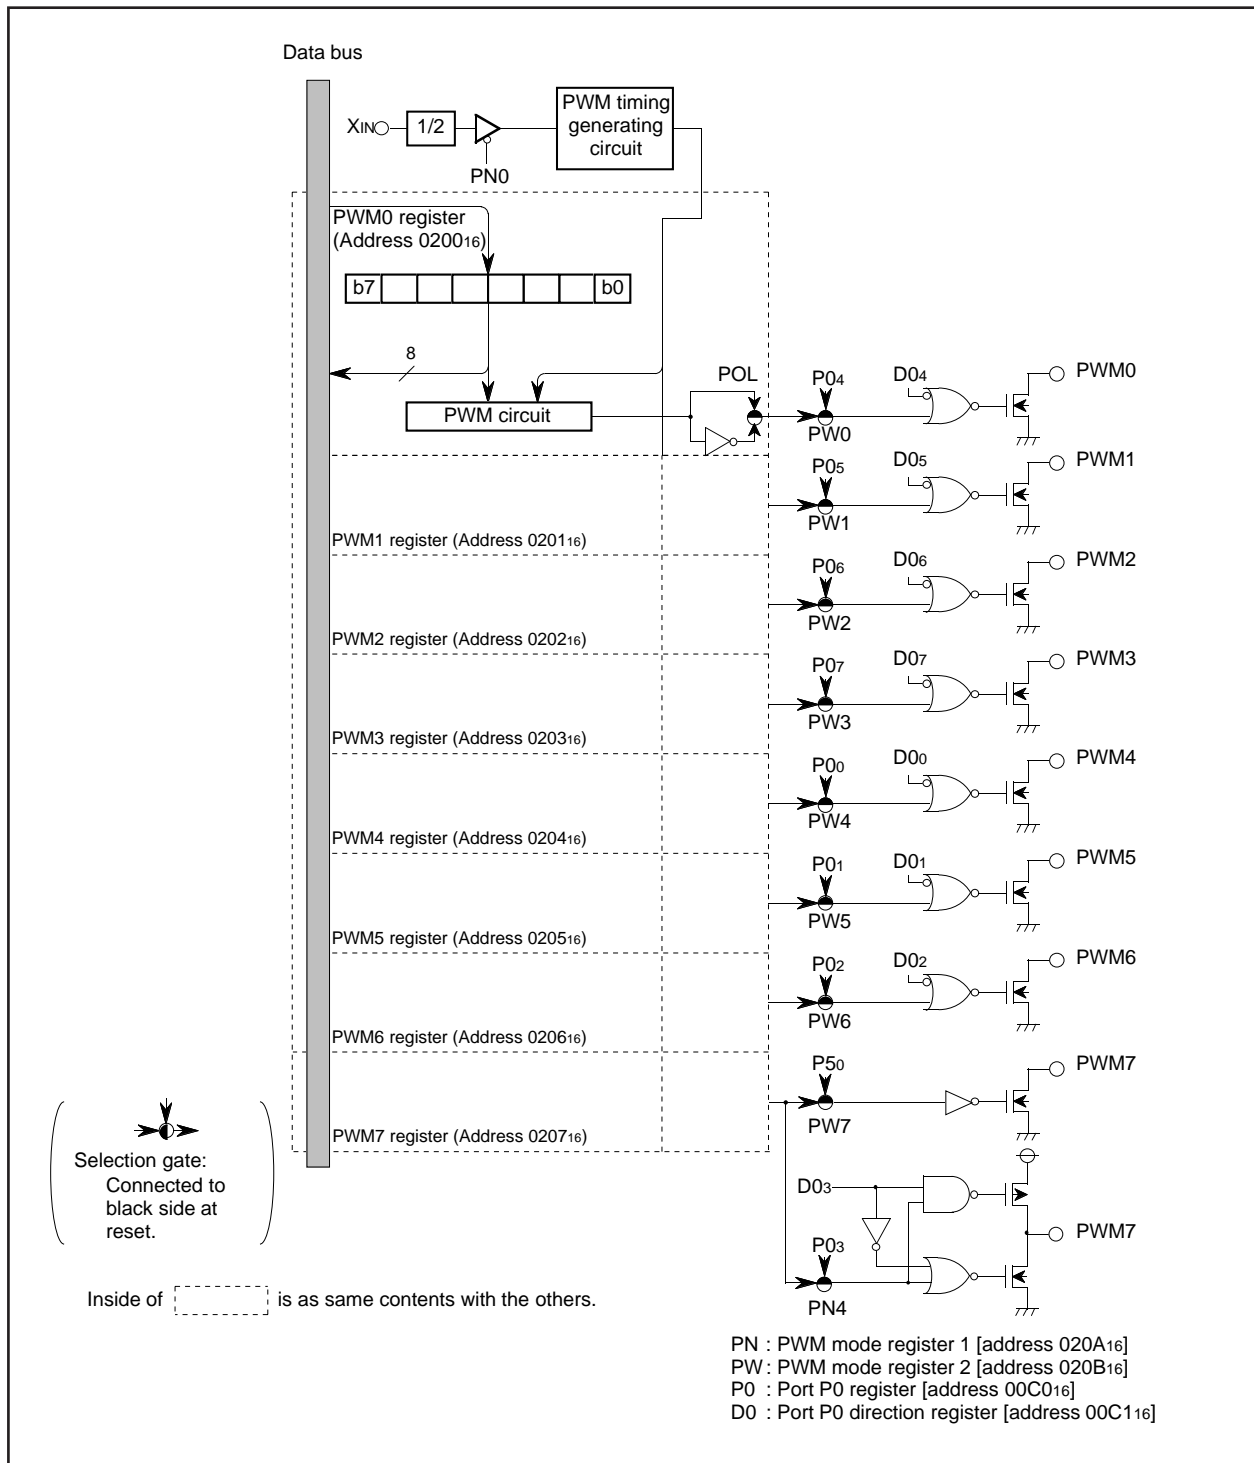 Data bus
XIN
1/2
PWM timing
generating
circuit
PN0
PWM0 register
(Address 020016)
b7
b0
8
POL
PWM circuit
P04
PW0
D04
PWM0
P05
PW1
D05
PWM1
PWM1 register (Address 020116)
P06
PW2
D06
PWM2
PWM2 register (Address 020216)
P07
PW3
D07
PWM3
PWM3 register (Address 020316)
P00
PW4
D00
PWM4
PWM4 register (Address 020416)
P01
PW5
D01
PWM5
PWM5 register (Address 020516)
P02
PW6
D02
PWM6
PWM6 register (Address 020616)
P50
PW7
PWM7
PWM7 register (Address 020716)
D03
P03
PN4
PWM7
Selection gate:
Connected to
black side at
reset.
Inside of is as same contents with the others.
PN : PWM mode register 1 [address 020A16]
PW : PWM mode register 2 [address 020B16]
P0 : Port P0 register [address 00C016]
D0 : Port P0 direction register [address 00C116]